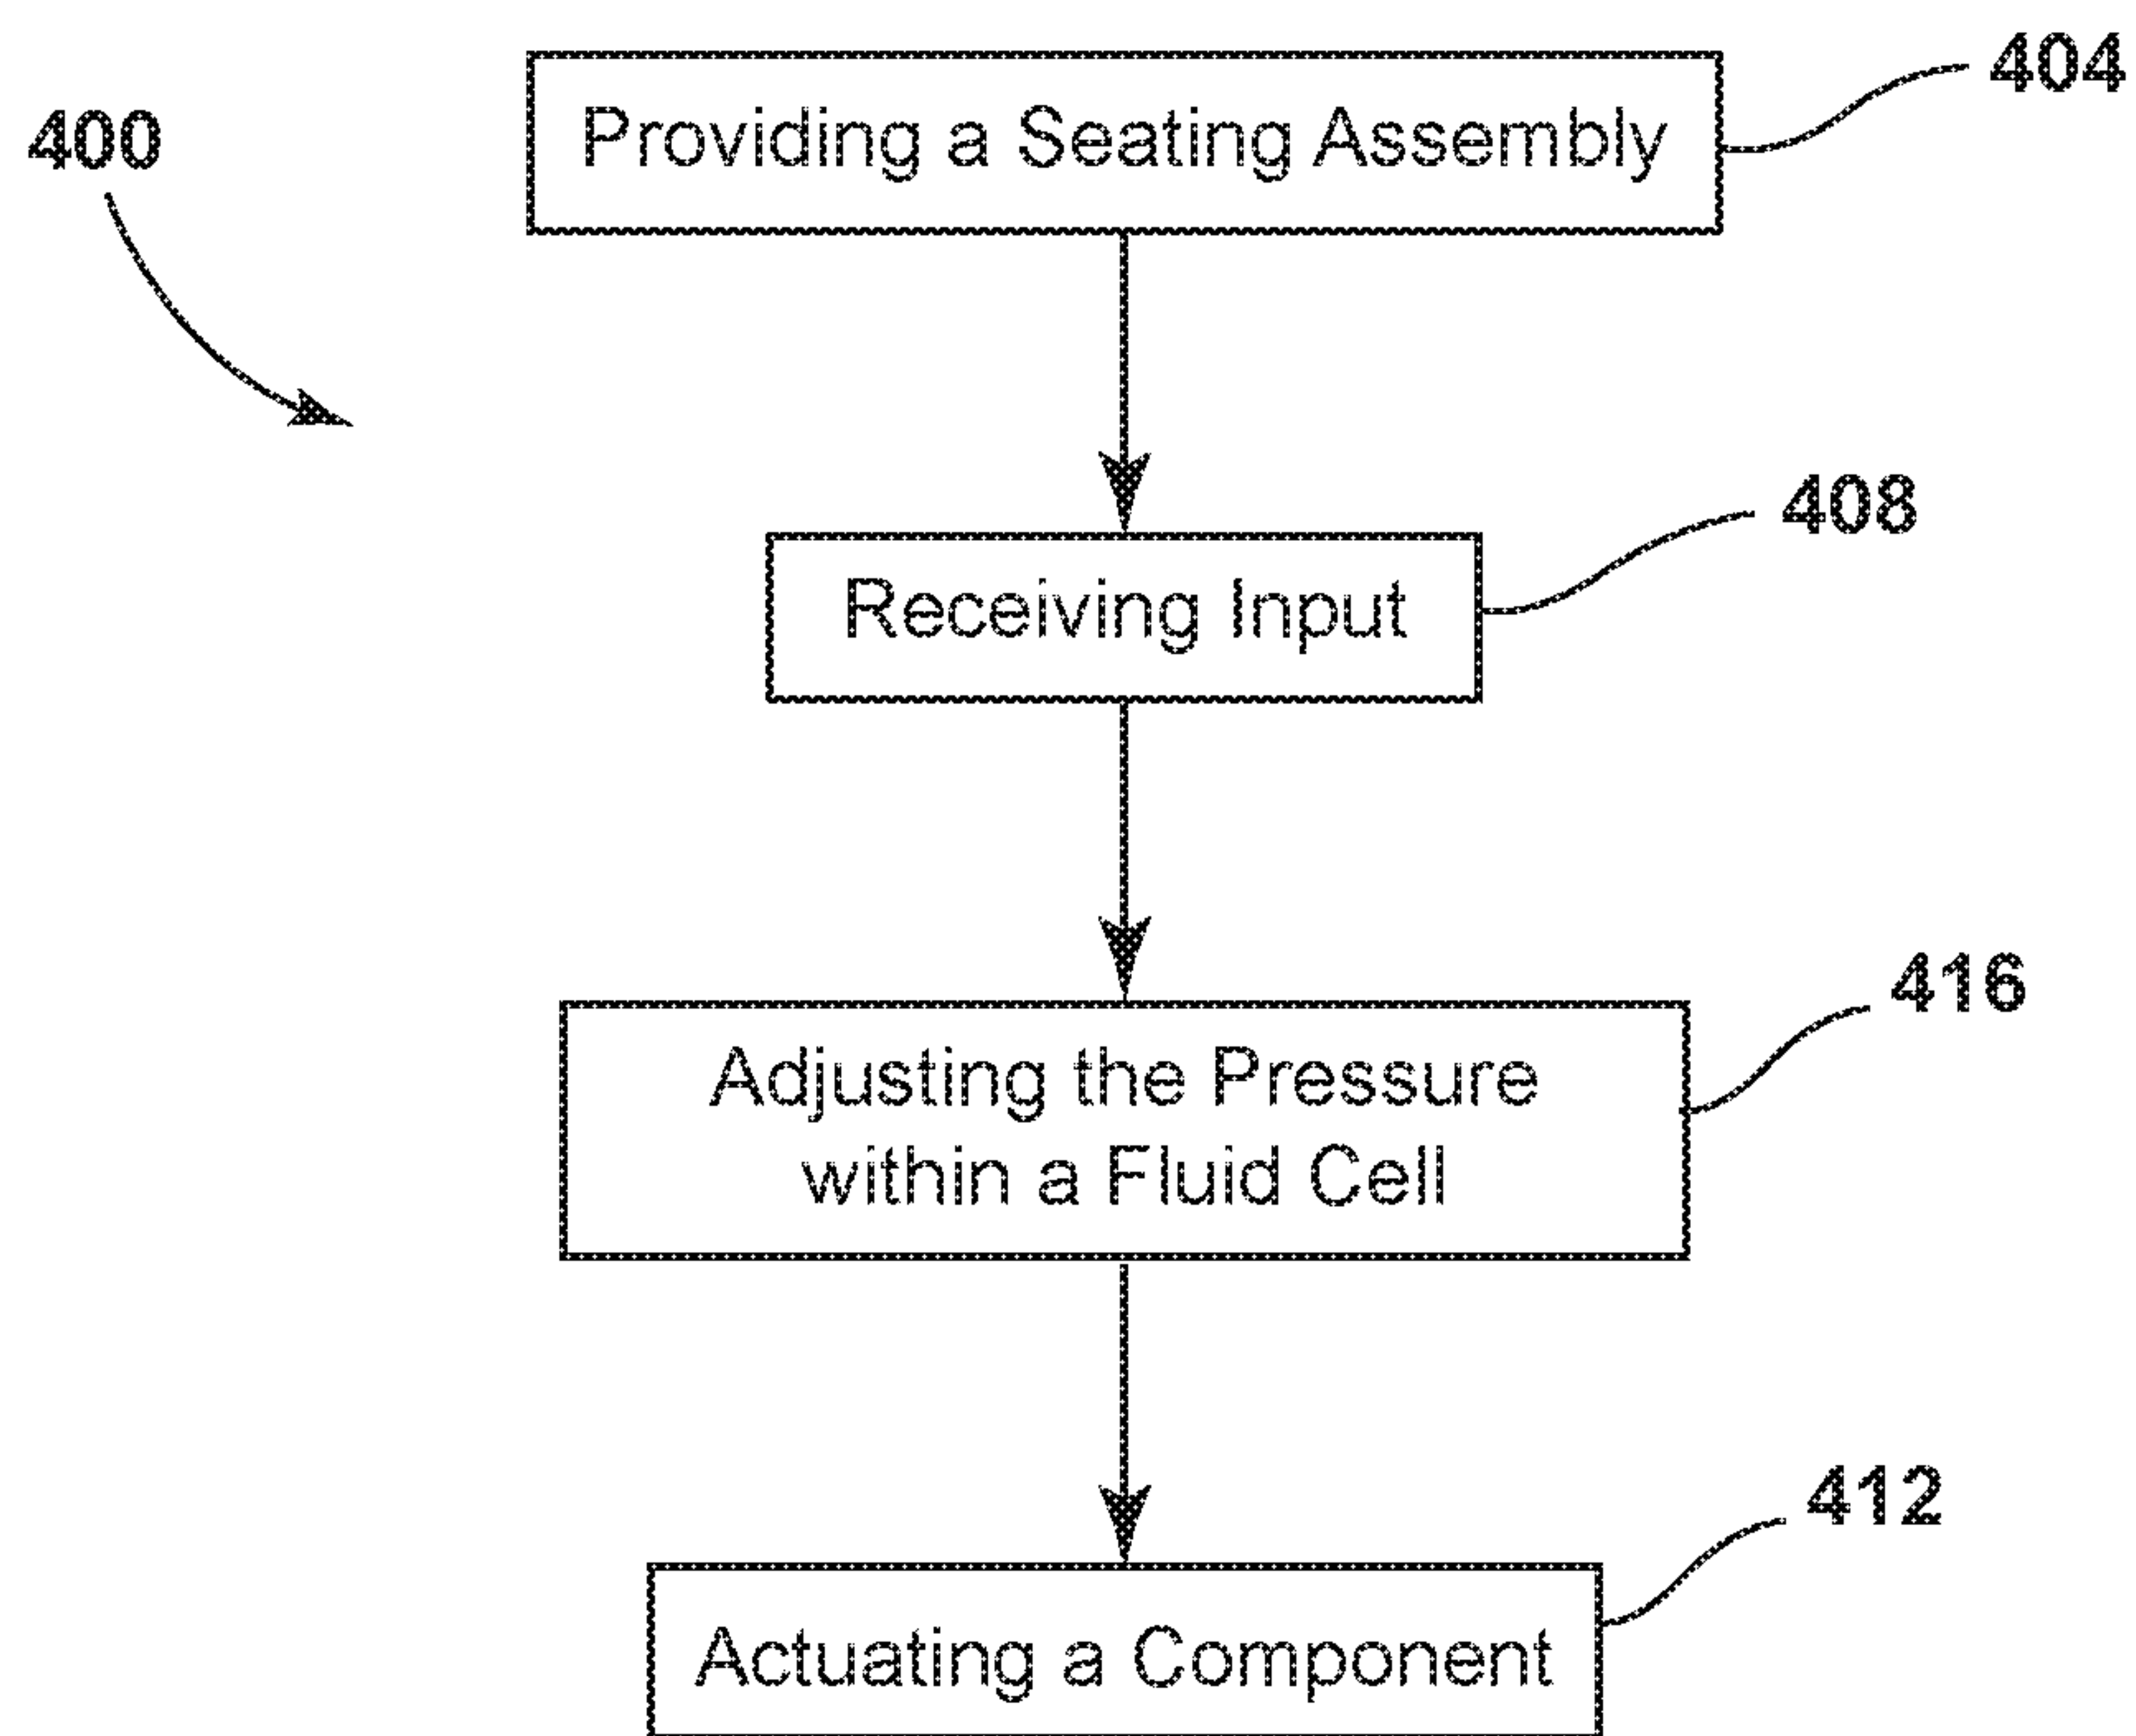 404
400
Providing a Seating Assembly
408
Receiving Input
416
Adjusting the Pressure
within a Fluid Cell
412
Actuating a Component